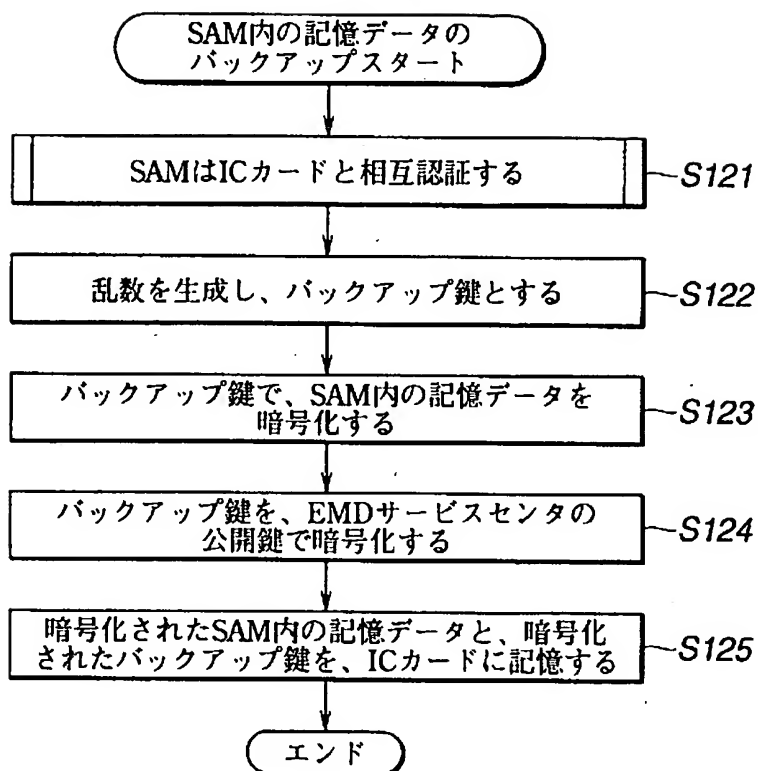 SAM内の記憶データの
バックアップスタート
SAMはICカードと相互認証する
S121
乱数を生成し、バックアップ鍵とする
S122
バックアップ鍵で、SAM内の記憶データを
暗号化する
S123
バックアップ鍵を、EMDサービスセンタの
公開鍵で暗号化する
S124
暗号化されたSAM内の記憶データと、暗号化
されたバックアップ鍵を、ICカードに記憶する
S125
エンド